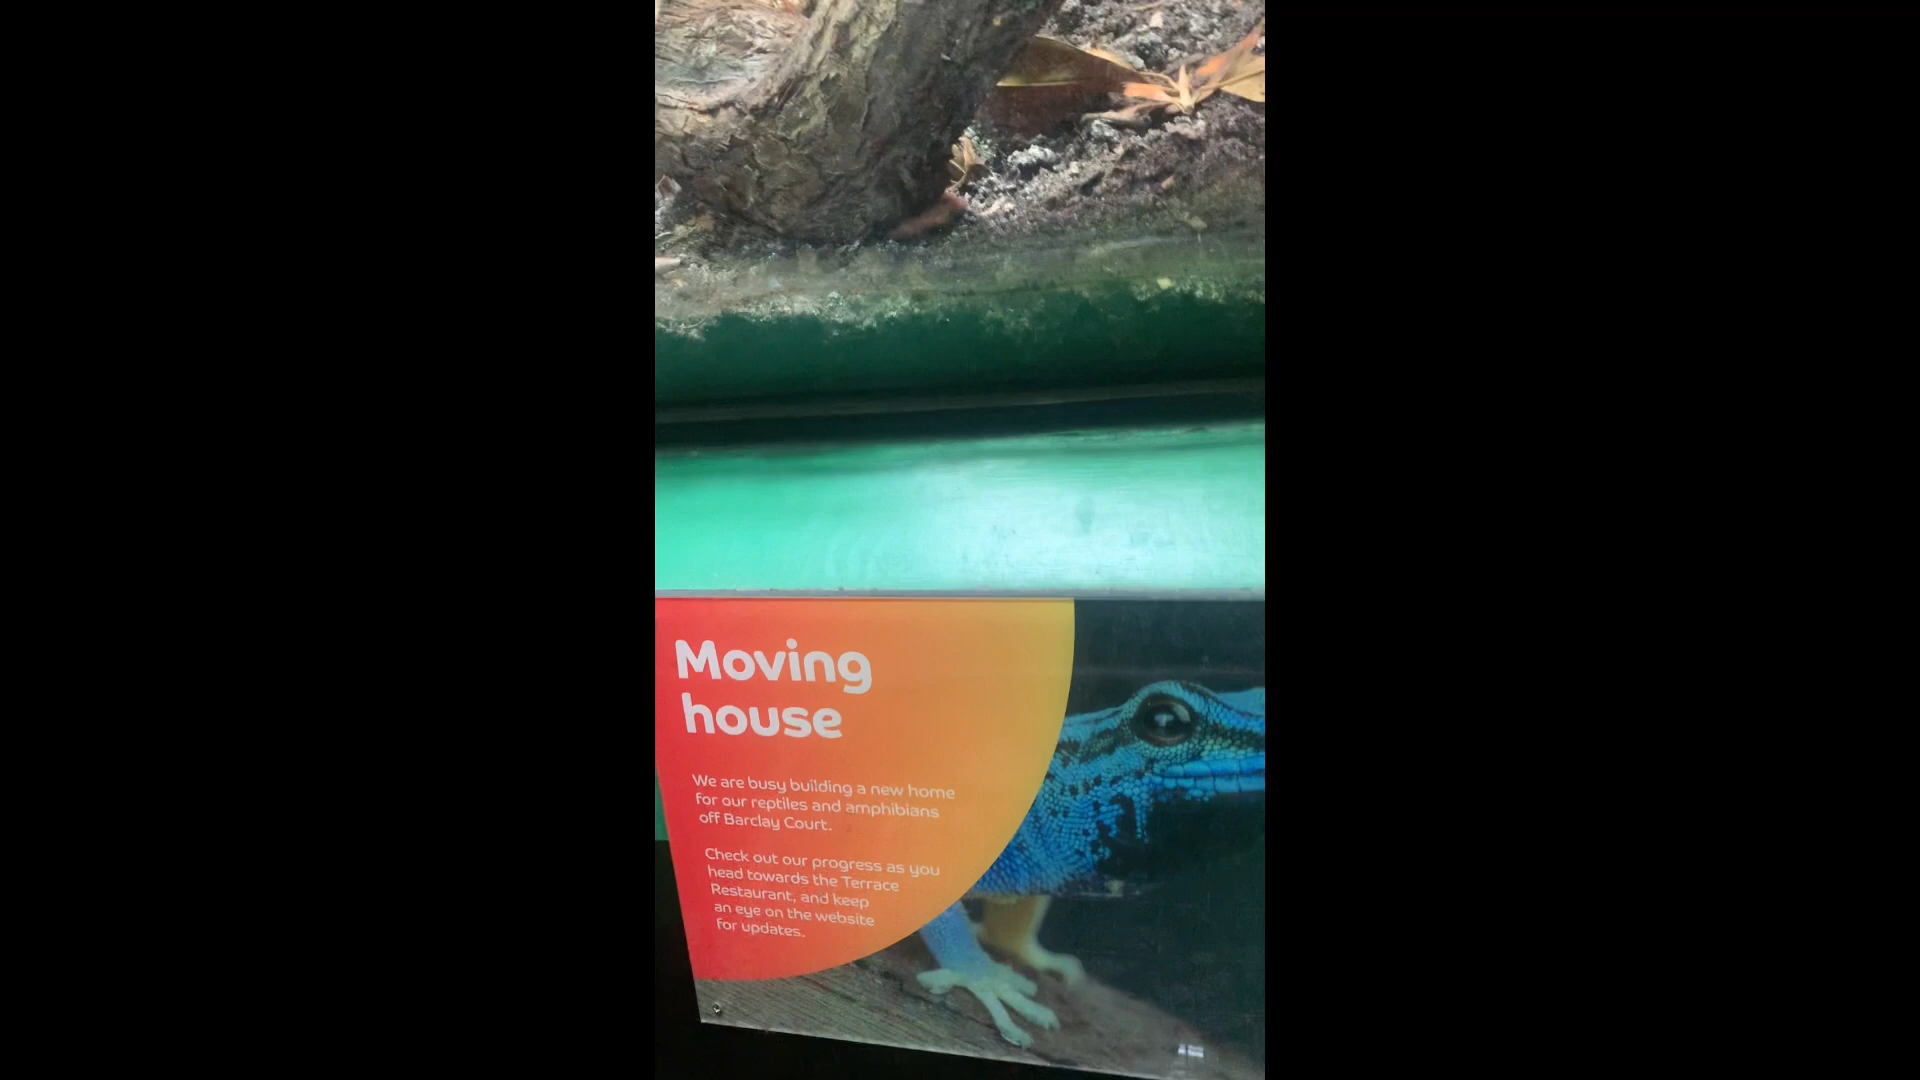 Moving
house
We are busy building a new home
for our reptiles and amphibians
off Barclay Court.
Check out our progress as you
head towards the Terrace
Restaurant, and keep
an eye on the website
for updates.